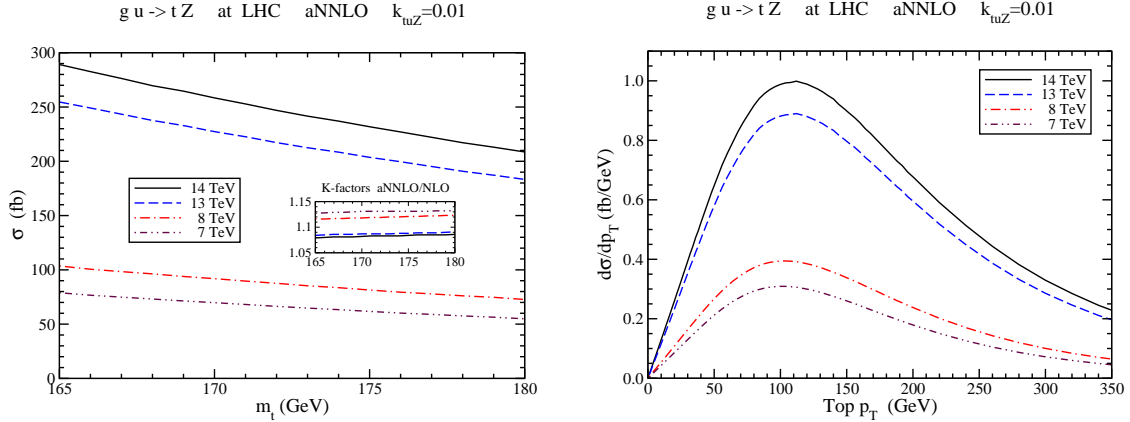 g u -> t Z at LHC aNNLO k_tuZ=0.01
300
250
200
150
100
50
0
σ (fb)
14 TeV
13 TeV
8 TeV
7 TeV
K-factors aNNLO/NLO
1.15
1.1
1.05
165 170 175 180
165 170 175 180
m_t (GeV)
g u -> t Z at LHC aNNLO k_tuZ=0.01
1.0
0.8
0.6
0.4
0.2
0.0
dσ/dp_T (fb/GeV)
14 TeV
13 TeV
8 TeV
7 TeV
0 50 100 150 200 250 300 350
Top p_T (GeV)